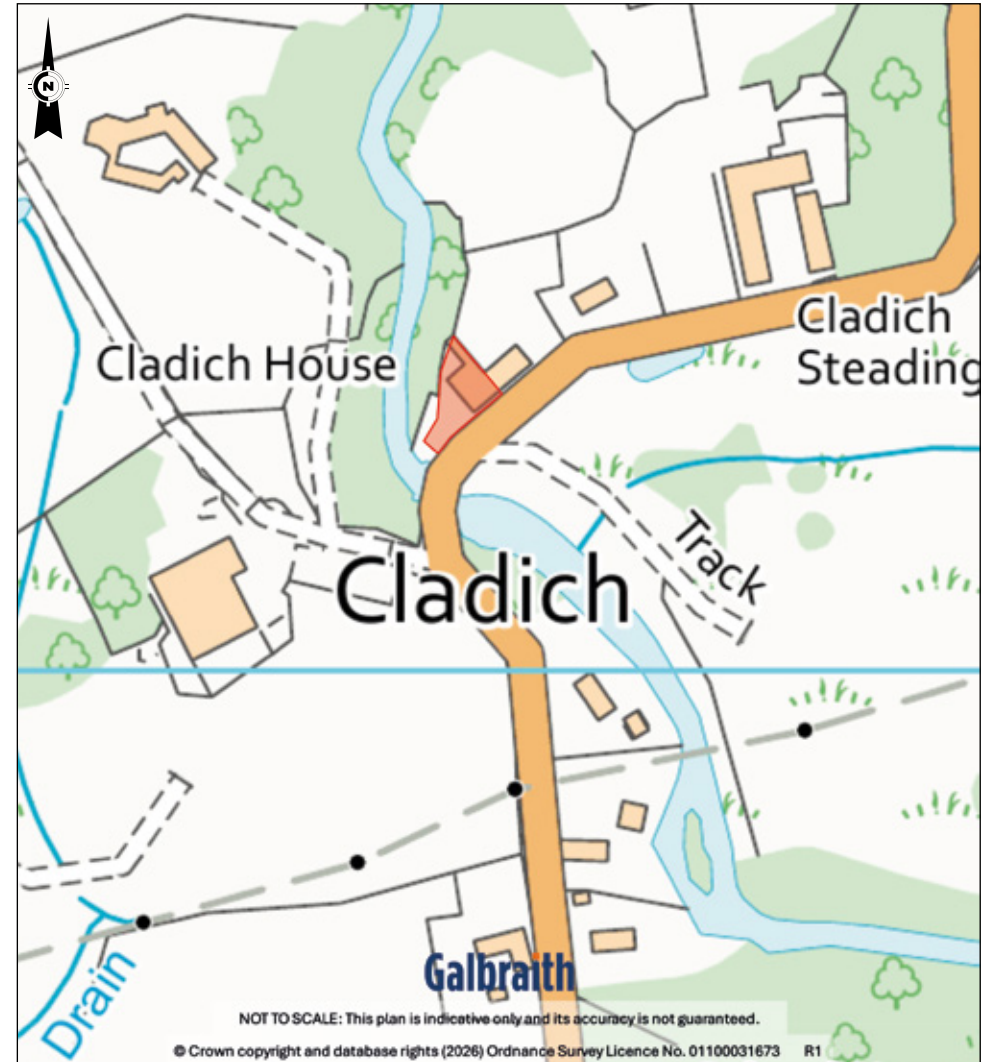 N
Cladich
Steading
Cladich House
Track
Cladich
Drain
Galbraith
NOT TO SCALE: This plan is indicative only and its accuracy is not guaranteed.
© Crown copyright and database rights (2026) Ordnance Survey Licence No. 01100031673 R1